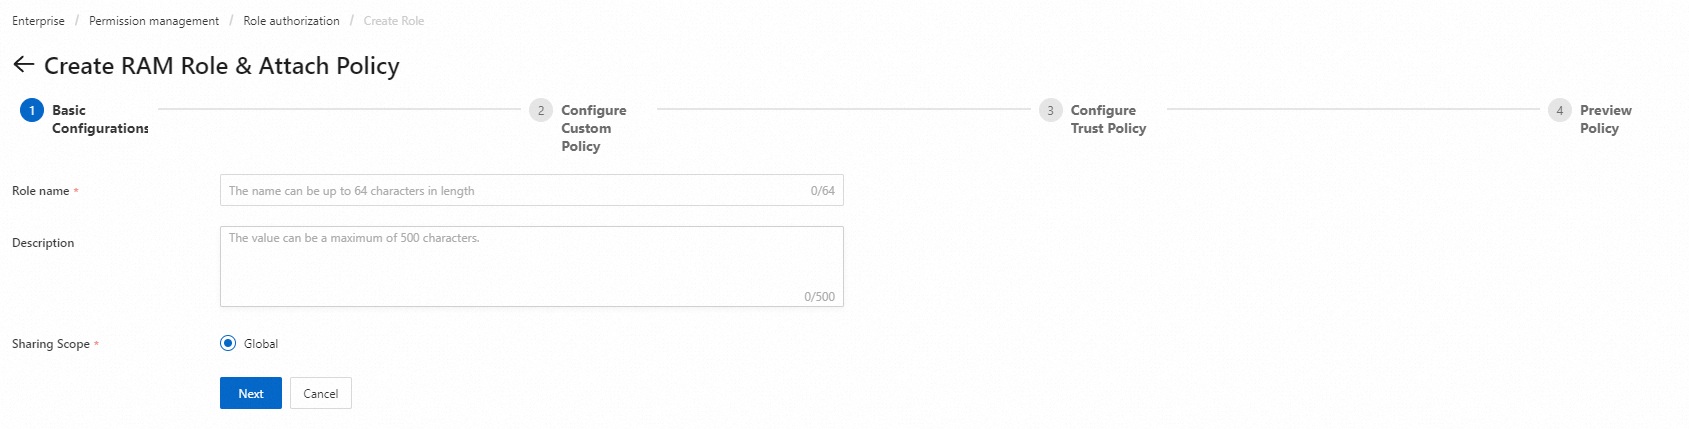 Enterprise / Permission management / Role authorization / Create Role
Create RAM Role & Attach Policy
1 Basic
Configurations
2 Configure
Custom
Policy
3 Configure
Trust Policy
4 Preview
Policy
Role name *
The name can be up to 64 characters in length 0/64
Description
The value can be a maximum of 500 characters.
0/500
Sharing Scope *
Global
Next Cancel